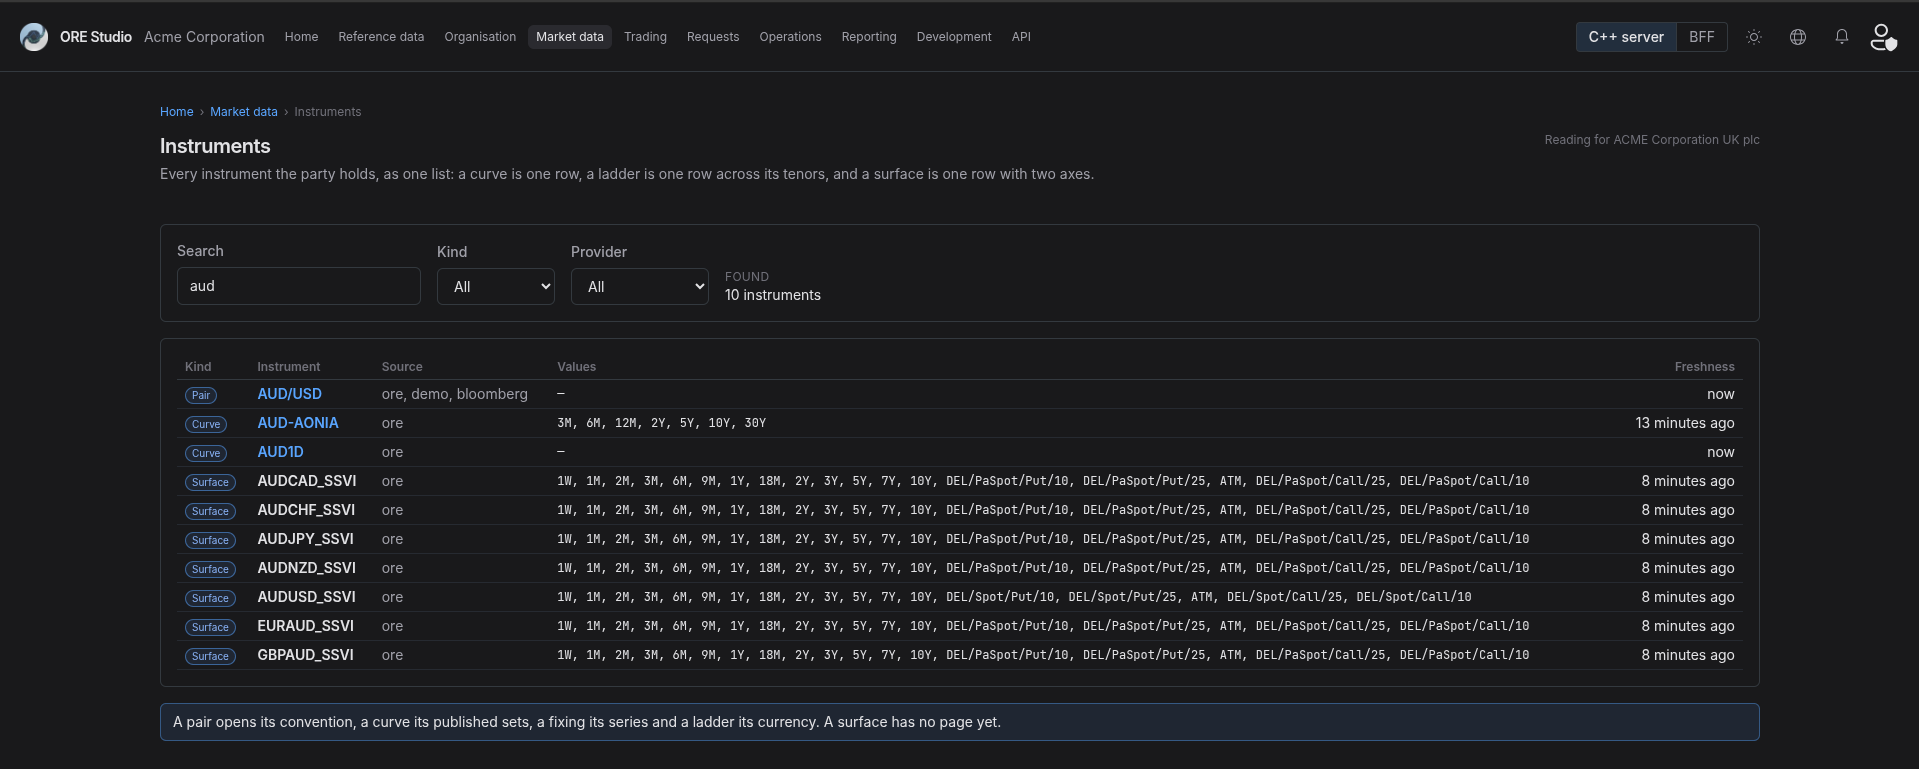 ORE Studio Acme Corporation Home Reference data Organisation Market data Trading Requests Operations Reporting Development API C++ server BFF
Home › Market data › Instruments
Instruments
Reading for ACME Corporation UK plc
Every instrument the party holds, as one list: a curve is one row, a ladder is one row across its tenors, and a surface is one row with two axes.
Search Kind Provider
aud All All
FOUND
10 instruments
Kind Instrument Source Values Freshness
Pair AUD/USD ore, demo, bloomberg – now
Curve AUD-AONIA ore 3M, 6M, 12M, 2Y, 5Y, 10Y, 30Y 13 minutes ago
Curve AUD1D ore – now
Surface AUDCAD_SSVI ore 1W, 1M, 2M, 3M, 6M, 9M, 1Y, 18M, 2Y, 3Y, 5Y, 7Y, 10Y, DEL/PaSpot/Put/10, DEL/PaSpot/Put/25, ATM, DEL/PaSpot/Call/25, DEL/PaSpot/Call/10 8 minutes ago
Surface AUDCHF_SSVI ore 1W, 1M, 2M, 3M, 6M, 9M, 1Y, 18M, 2Y, 3Y, 5Y, 7Y, 10Y, DEL/PaSpot/Put/10, DEL/PaSpot/Put/25, ATM, DEL/PaSpot/Call/25, DEL/PaSpot/Call/10 8 minutes ago
Surface AUDJPY_SSVI ore 1W, 1M, 2M, 3M, 6M, 9M, 1Y, 18M, 2Y, 3Y, 5Y, 7Y, 10Y, DEL/PaSpot/Put/10, DEL/PaSpot/Put/25, ATM, DEL/PaSpot/Call/25, DEL/PaSpot/Call/10 8 minutes ago
Surface AUDNZD_SSVI ore 1W, 1M, 2M, 3M, 6M, 9M, 1Y, 18M, 2Y, 3Y, 5Y, 7Y, 10Y, DEL/PaSpot/Put/10, DEL/PaSpot/Put/25, ATM, DEL/PaSpot/Call/25, DEL/PaSpot/Call/10 8 minutes ago
Surface AUDUSD_SSVI ore 1W, 1M, 2M, 3M, 6M, 9M, 1Y, 18M, 2Y, 3Y, 5Y, 7Y, 10Y, DEL/Spot/Put/10, DEL/Spot/Put/25, ATM, DEL/Spot/Call/25, DEL/Spot/Call/10 8 minutes ago
Surface EURAUD_SSVI ore 1W, 1M, 2M, 3M, 6M, 9M, 1Y, 18M, 2Y, 3Y, 5Y, 7Y, 10Y, DEL/PaSpot/Put/10, DEL/PaSpot/Put/25, ATM, DEL/PaSpot/Call/25, DEL/PaSpot/Call/10 8 minutes ago
Surface GBPAUD_SSVI ore 1W, 1M, 2M, 3M, 6M, 9M, 1Y, 18M, 2Y, 3Y, 5Y, 7Y, 10Y, DEL/PaSpot/Put/10, DEL/PaSpot/Put/25, ATM, DEL/PaSpot/Call/25, DEL/PaSpot/Call/10 8 minutes ago
A pair opens its convention, a curve its published sets, a fixing its series and a ladder its currency. A surface has no page yet.